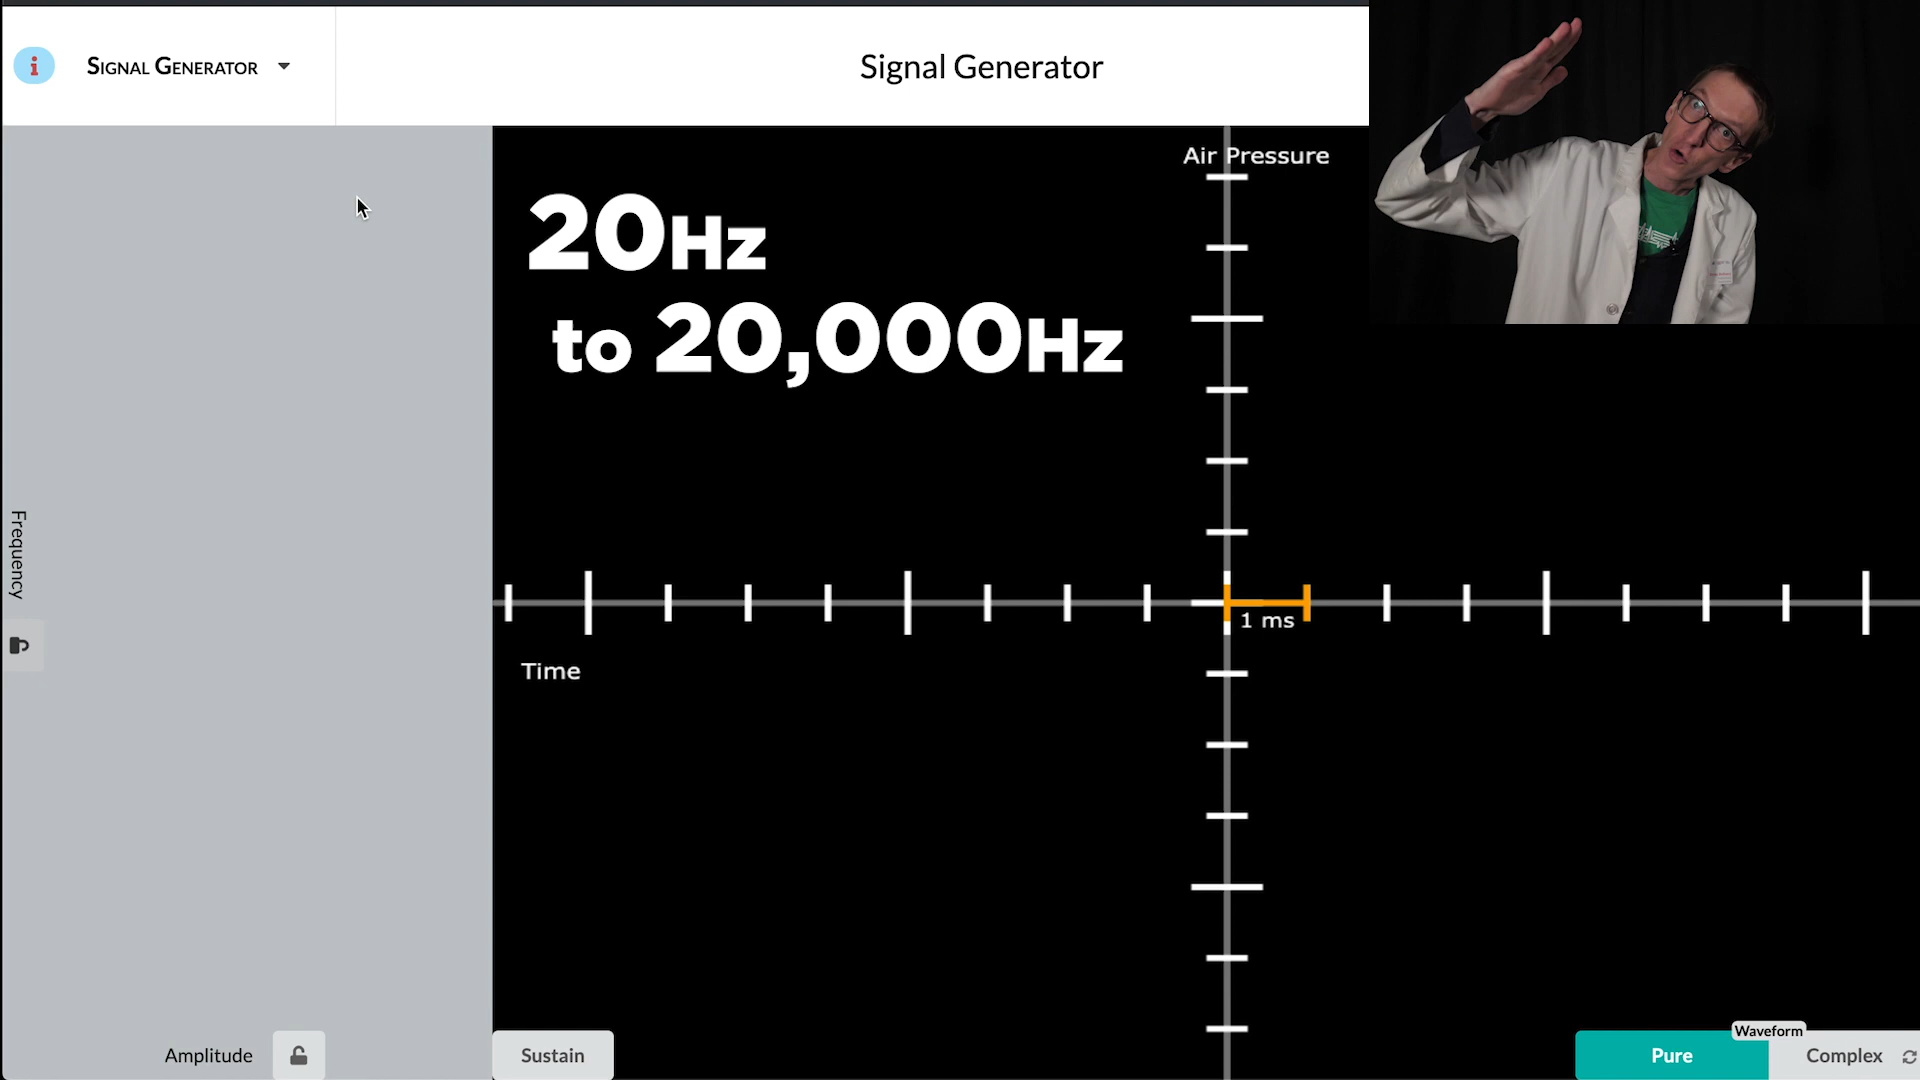 SIGNAL GENERATOR
Signal Generator
Air Pressure
20Hz
to 20,000Hz
Frequency
1 ms
Time
Amplitude
Sustain
Waveform
Pure
Complex